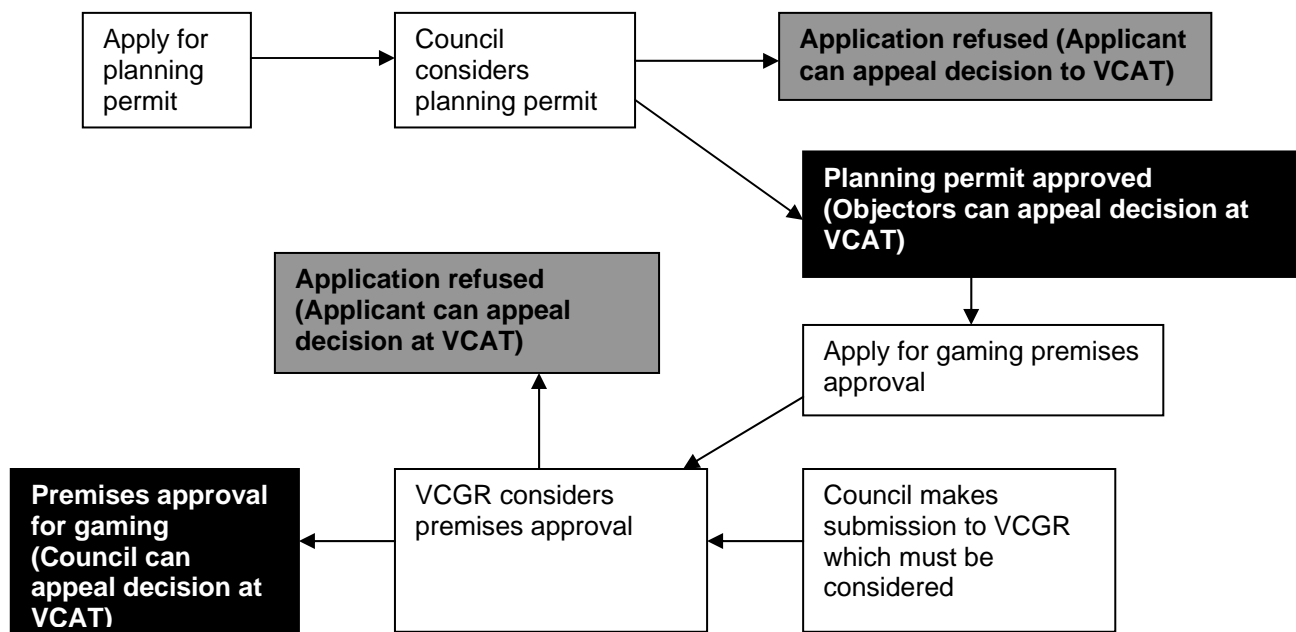 Apply for
planning
permit
Council
considers
planning permit
Application refused (Applicant
can appeal decision to VCAT)
Planning permit approved
(Objectors can appeal decision at
VCAT)
Application refused
(Applicant can appeal
decision at VCAT)
Apply for gaming premises
approval
Premises approval
for gaming
(Council can
appeal decision at
VCAT)
VCGR considers
premises approval
Council makes
submission to VCGR
which must be
considered